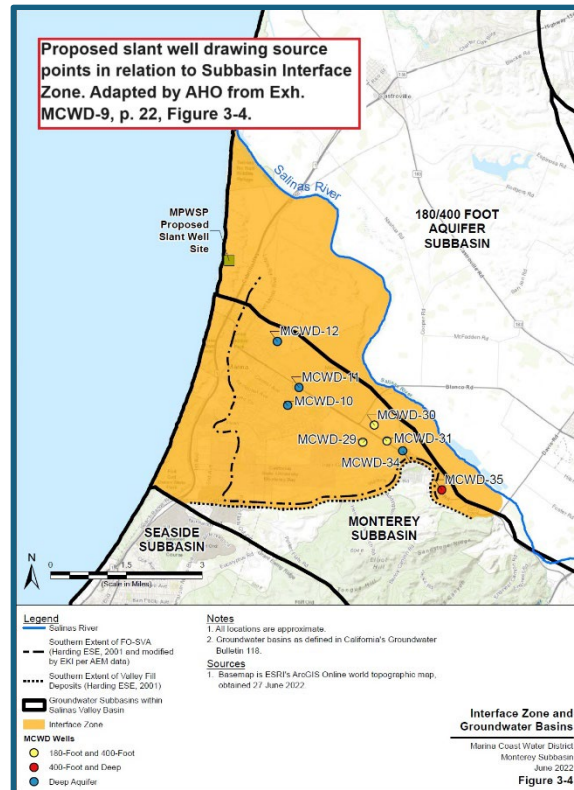 Proposed slant well drawing source
points in relation to Subbasin Interface
Zone. Adapted by AHO from Exh.
MCWD-9, p. 22, Figure 3-4.
Salinas River
MPWSP
Proposed
Slant Well
Site
180/400 FOOT
AQUIFER
SUBBASIN
MCWD-12
MCWD-11
MCWD-10
MCWD-30
MCWD-29
MCWD-31
MCWD-34
MCWD-35
SEASIDE
SUBBASIN
MONTEREY
SUBBASIN
N
0 1.5 3
(Scale in Miles)
Legend
Salinas River
Southern Extent of FO-SVA
(Harding ESE, 2001 and modified
by EKI per AEM data)
Southern Extent of Valley Fill
Deposits (Harding ESE, 2001)
Groundwater Subbasins within
Salinas Valley Basin
Interface Zone
MCWD Wells
180-Foot and 400-Foot
400-Foot and Deep
Deep Aquifer
Notes
1. All locations are approximate.
2. Groundwater basins as defined in California's Groundwater
Bulletin 118.
Sources
1. Basemap is ESRI's ArcGIS Online world topographic map,
obtained 27 June 2022.
Interface Zone and
Groundwater Basins
Marina Coast Water District
Monterey Subbasin
June 2022
Figure 3-4